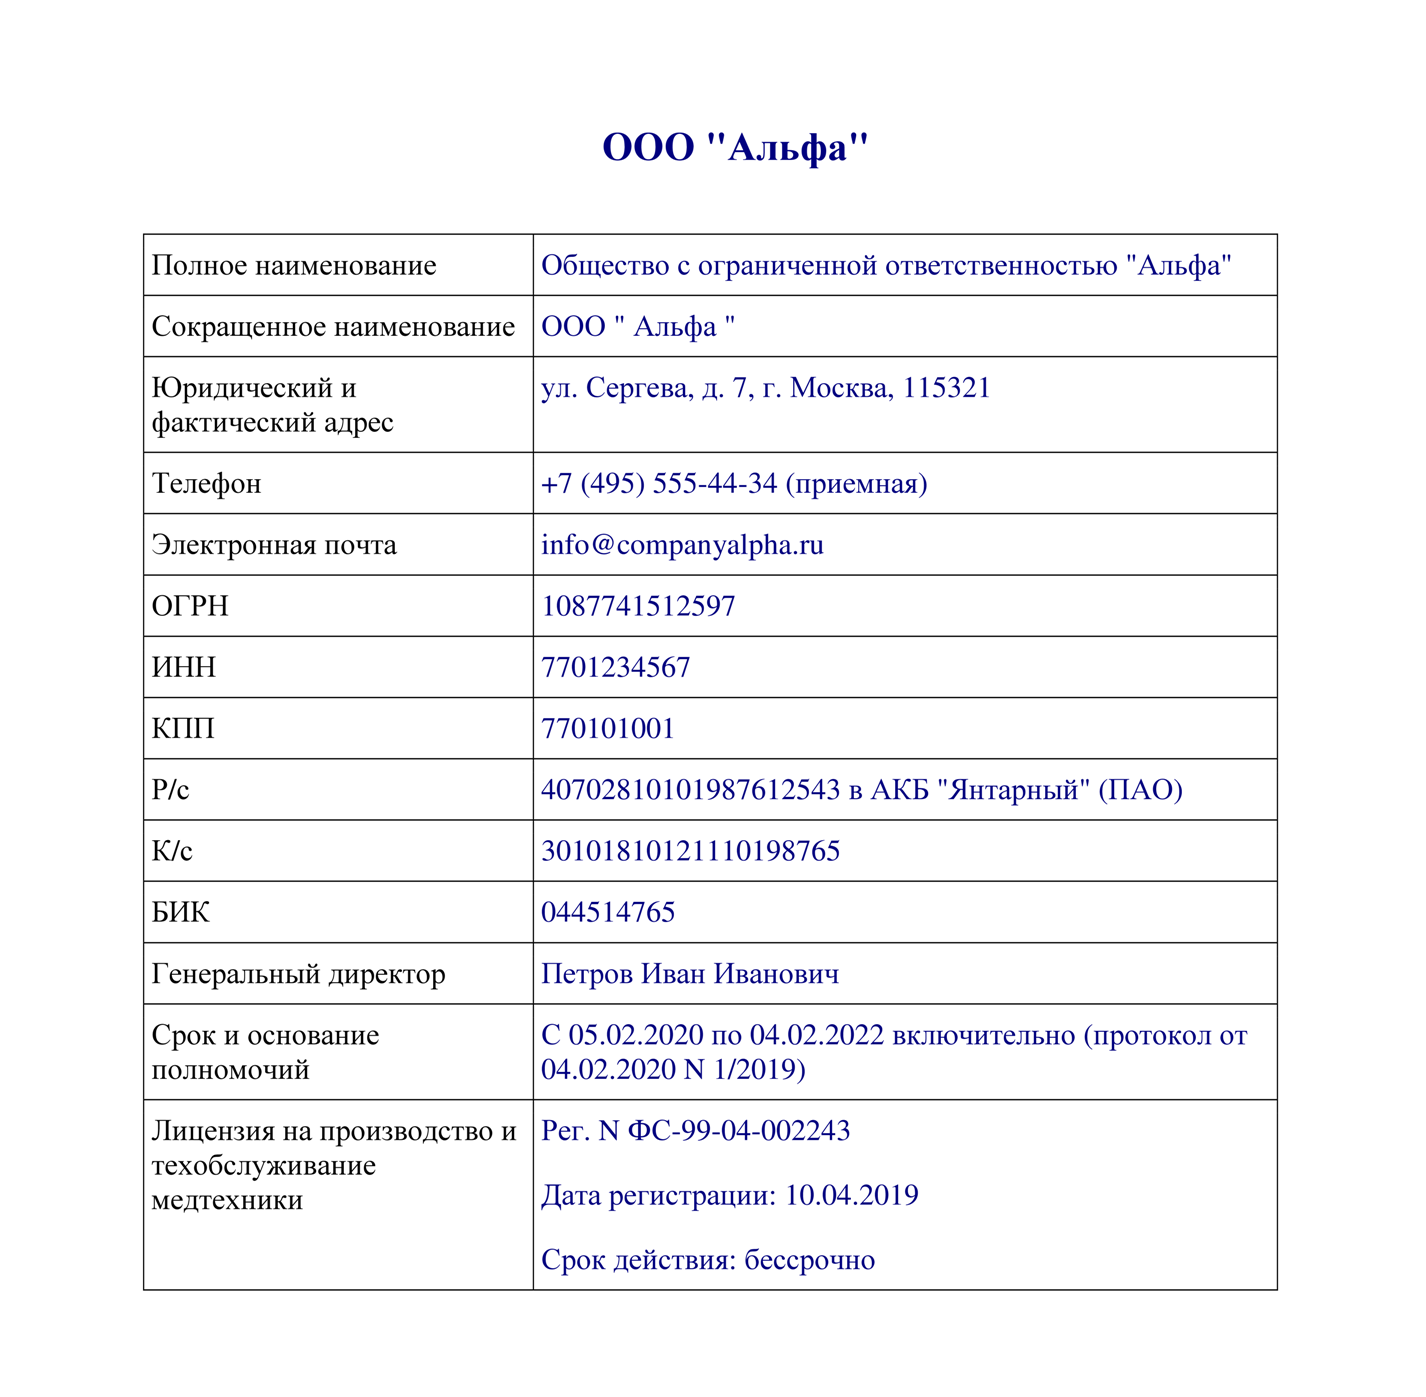 ООО "Альфа"
Полное наименование
Общество с ограниченной ответственностью "Альфа"
Сокращенное наименование
ООО " Альфа "
Юридический и
фактический адрес
ул. Сергева, д. 7, г. Москва, 115321
Телефон
+7 (495) 555-44-34 (приемная)
Электронная почта
info@companyalpha.ru
ОГРН
1087741512597
ИНН
7701234567
КПП
770101001
Р/с
40702810101987612543 в АКБ "Янтарный" (ПАО)
К/с
30101810121110198765
БИК
044514765
Генеральный директор
Петров Иван Иванович
Срок и основание
полномочий
С 05.02.2020 по 04.02.2022 включительно (протокол от
04.02.2020 N 1/2019)
Лицензия на производство и
техобслуживание
медтехники
Рег. N ФС-99-04-002243
Дата регистрации: 10.04.2019
Срок действия: бессрочно